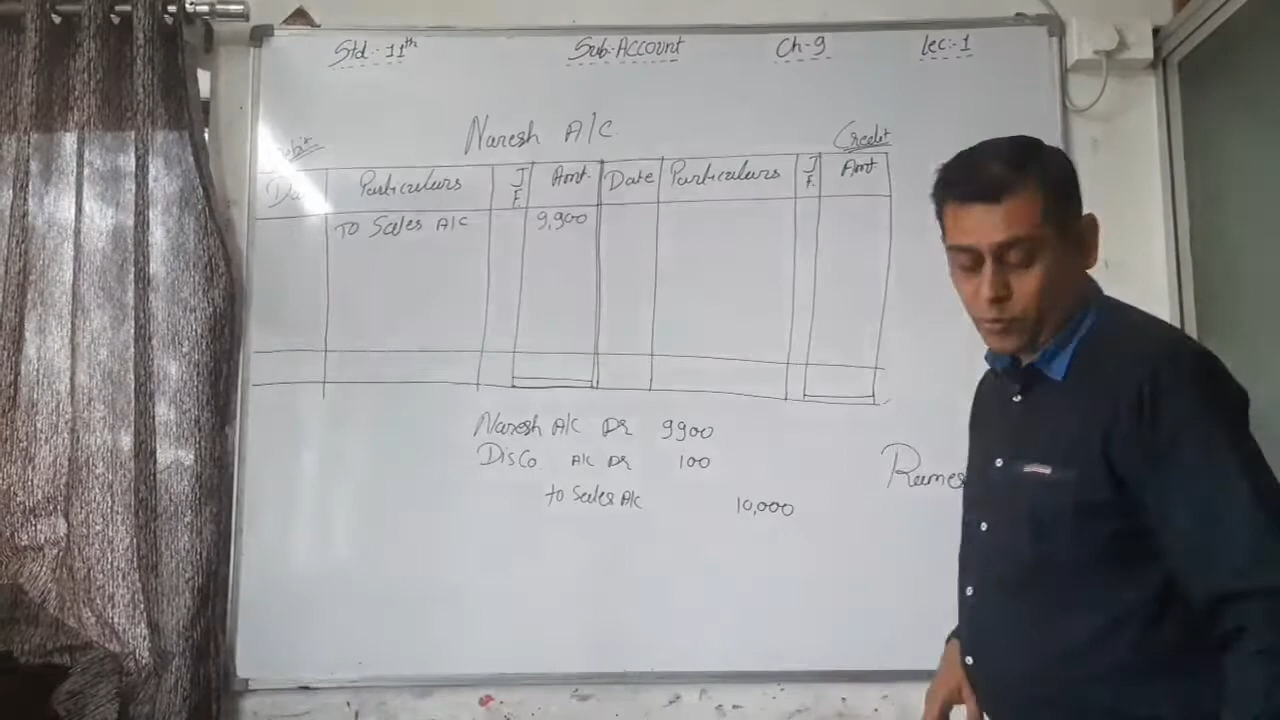 Std:- 11th Sub:- Account Ch-9 Lec:-1
Naresh A/c
Credit
Particulars J.F. Amt. Date Particulars J.F. Amt.
To Sales A/c 9,900
Naresh A/c Dr 9900
Disco A/c Dr 100
to Sales A/c 10,000